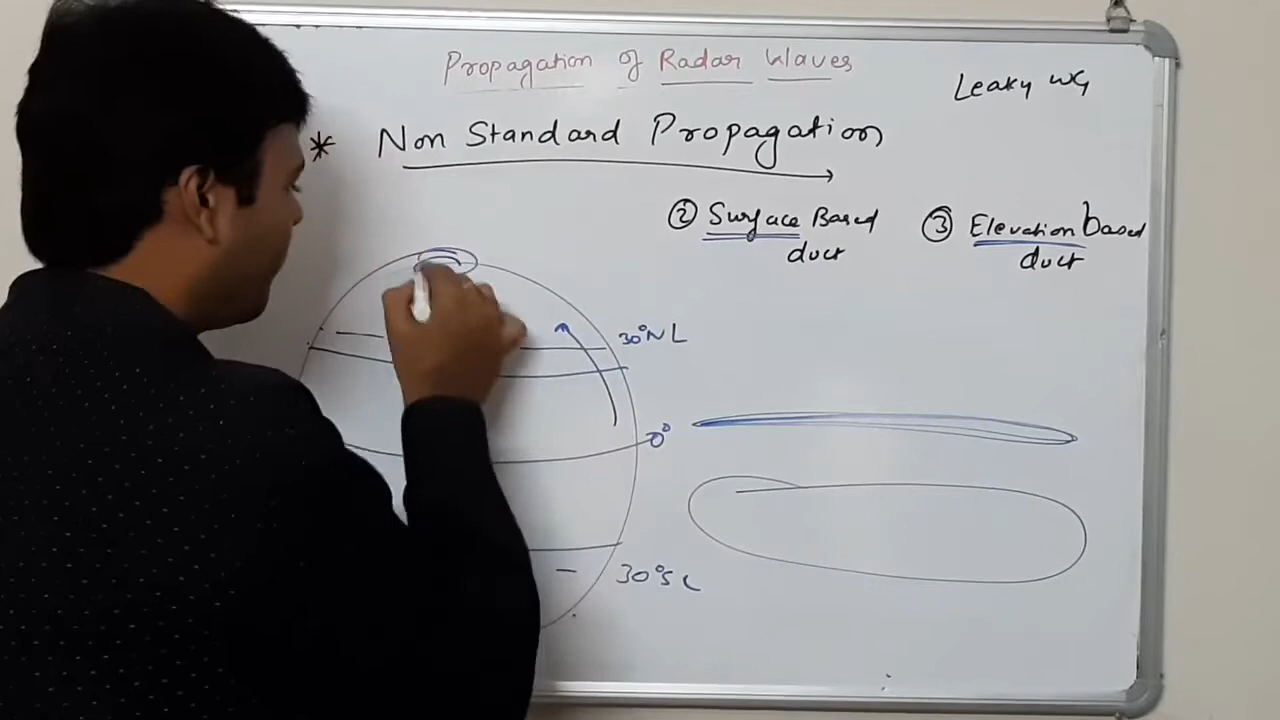 Propagation of Radar Waves
Leaky WG
* Non Standard Propagation
② Surface Based duct
③ Elevation based duct
30°N L
0°
30°S L